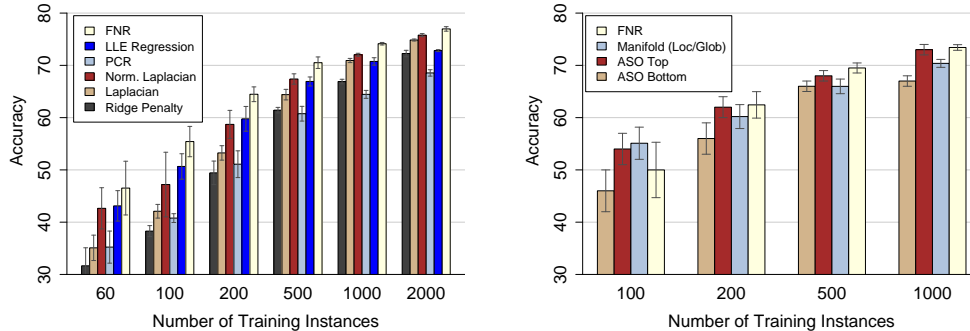 80
70
60
50
40
30
Accuracy
FNR
LLE Regression
PCR
Norm. Laplacian
Laplacian
Ridge Penalty
60 100 200 500 1000 2000
Number of Training Instances
80
70
60
50
40
30
Accuracy
FNR
Manifold (Loc/Glob)
ASO Top
ASO Bottom
100 200 500 1000
Number of Training Instances